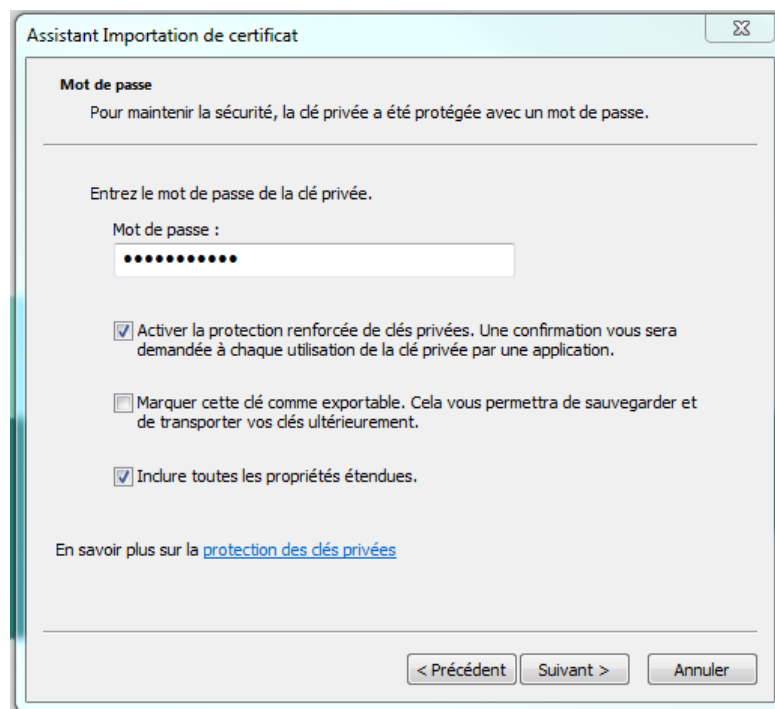 Assistant Importation de certificat
Mot de passe
Pour maintenir la sécurité, la clé privée a été protégée avec un mot de passe.
Entrez le mot de passe de la clé privée.
Mot de passe :
•••••••••••
Activer la protection renforcée de clés privées. Une confirmation vous sera
demandée à chaque utilisation de la clé privée par une application.
Marquer cette clé comme exportable. Cela vous permettra de sauvegarder et
de transporter vos clés ultérieurement.
Inclure toutes les propriétés étendues.
En savoir plus sur la protection des clés privées
< Précédent Suivant > Annuler